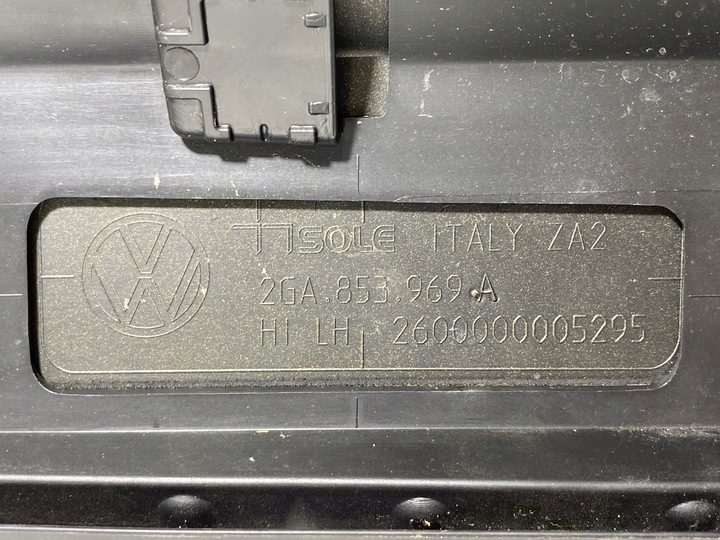 SOLE ITALY ZA2
2GA.853.969.A
HI LH 2600000005295